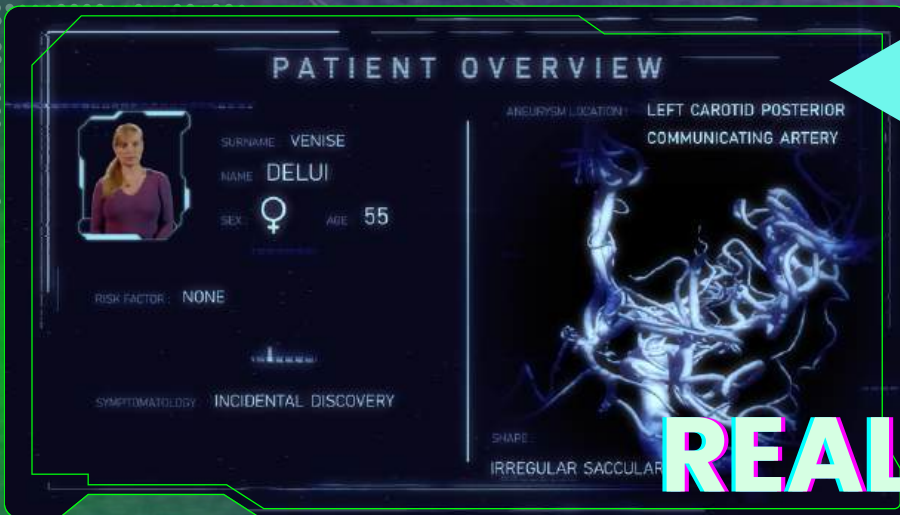 PATIENT OVERVIEW
SURNAME: VENISE
NAME DELUI
SEX: AGE 55
RISK FACTOR: NONE
SYMPTOMATOLOGY INCIDENTAL DISCOVERY
ANEURYSM LOCATION: LEFT CAROTID POSTERIOR
COMMUNICATING ARTERY
SHAPE:
IRREGULAR SACCULAR
REAL